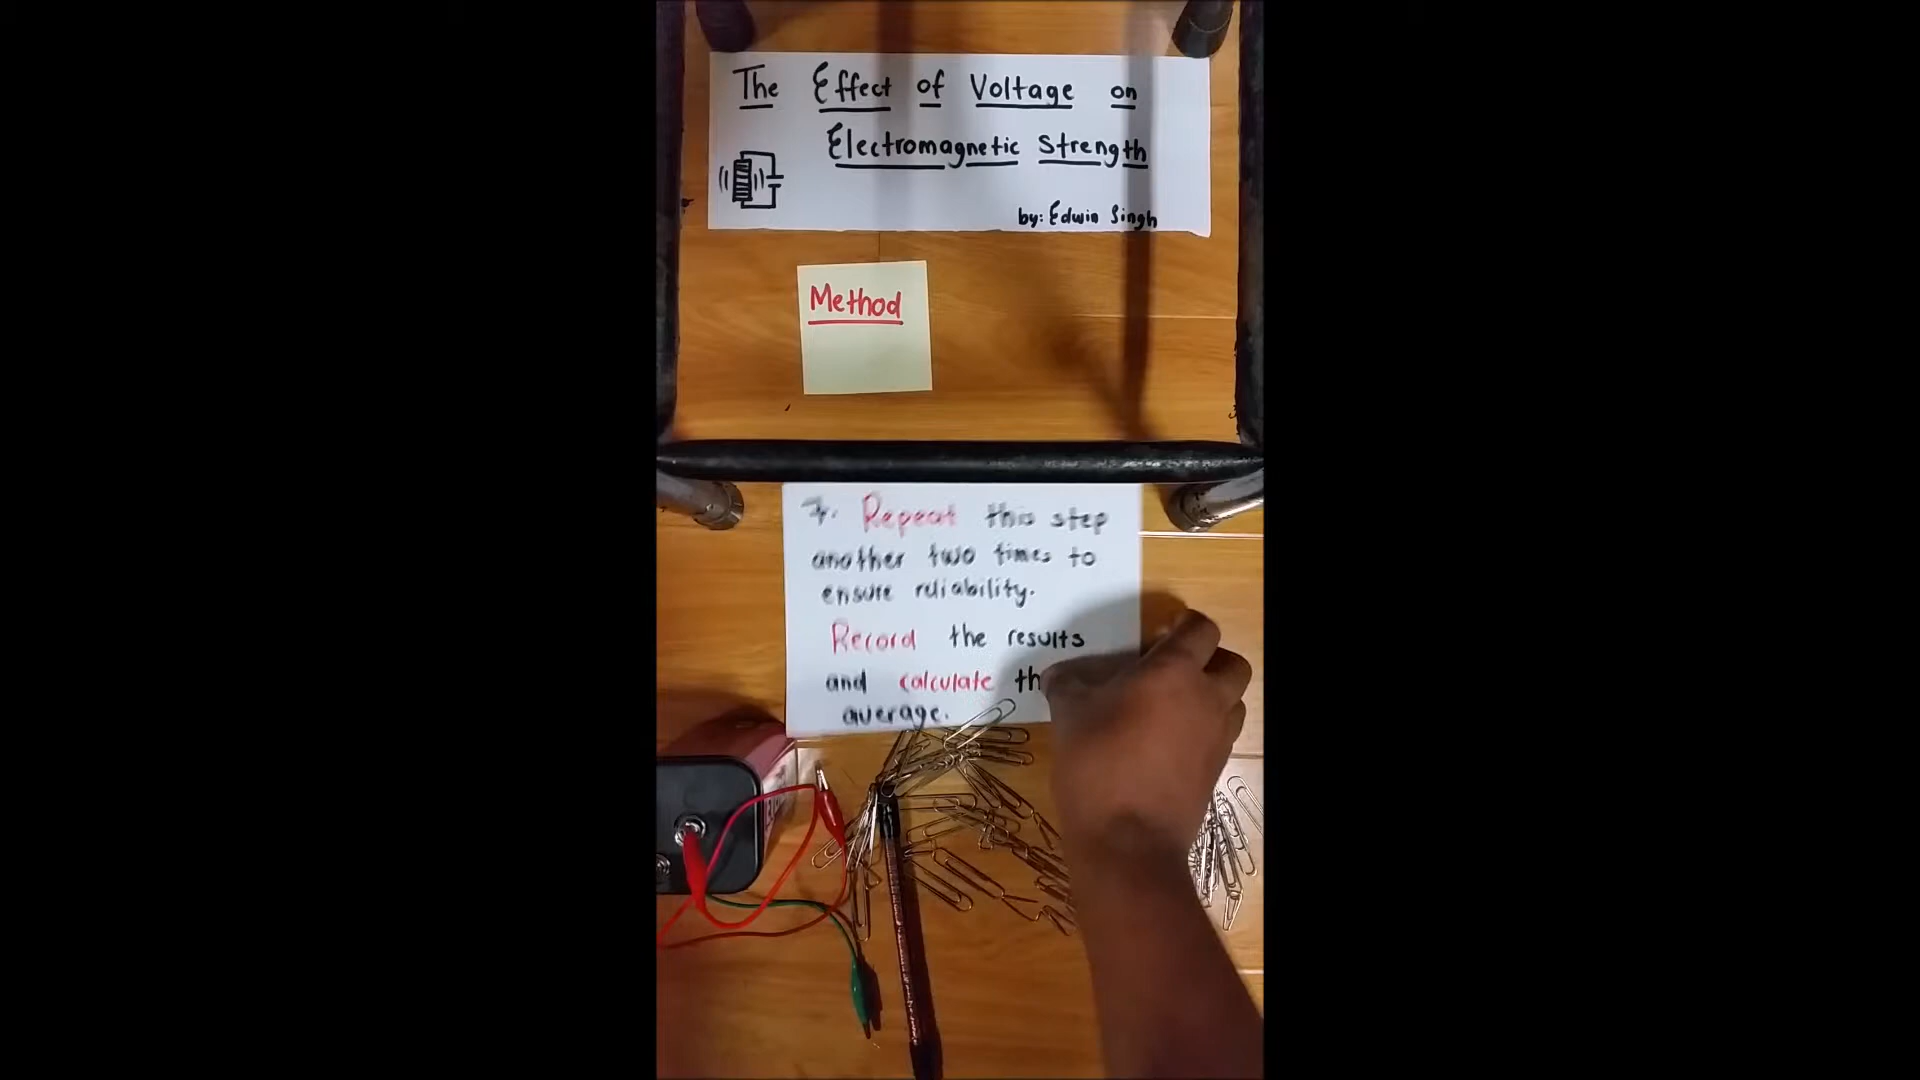 The Effect of Voltage on
Electromagnetic Strength
by: Edwin Singh
Method
7. Repeat this step
another two times to
ensure reliability.
Record the results
and calculate th
average.